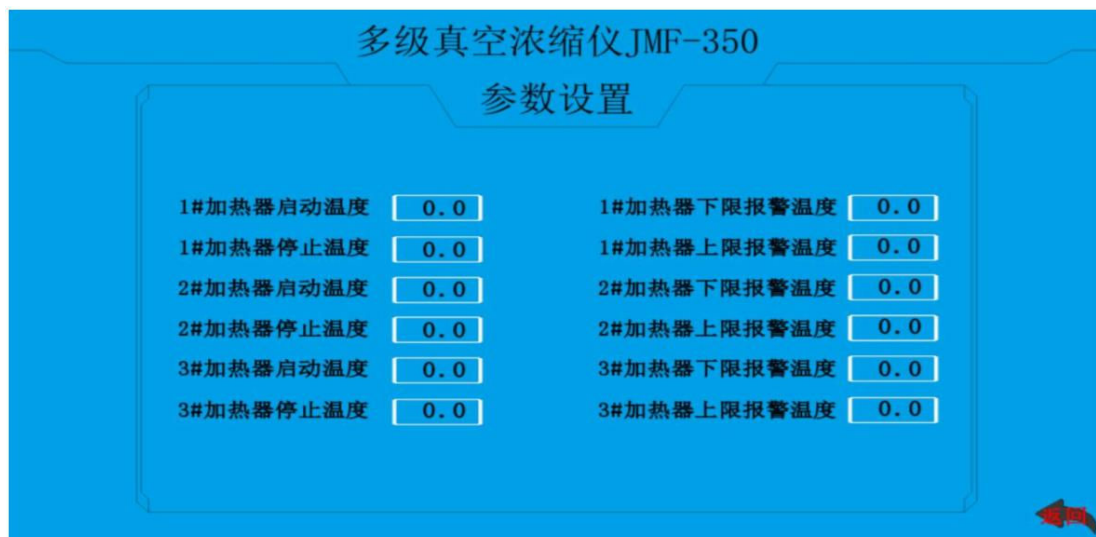 多级真空浓缩仪JMF-350
参数设置
1#加热器启动温度 0.0 1#加热器下限报警温度 0.0
1#加热器停止温度 0.0 1#加热器上限报警温度 0.0
2#加热器启动温度 0.0 2#加热器下限报警温度 0.0
2#加热器停止温度 0.0 2#加热器上限报警温度 0.0
3#加热器启动温度 0.0 3#加热器下限报警温度 0.0
3#加热器停止温度 0.0 3#加热器上限报警温度 0.0
返回